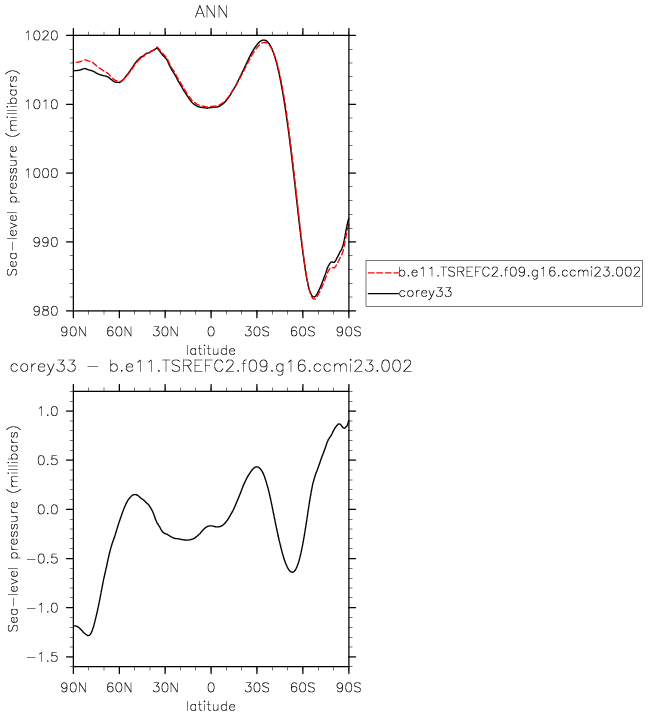 ANN
Sea-level pressure (millibars)
1020
1010
1000
990
980
90N 60N 30N 0 30S 60S 90S
latitude
b.e11.TSREFC2.f09.g16.ccmi23.002
corey33
corey33 - b.e11.TSREFC2.f09.g16.ccmi23.002
Sea-level pressure (millibars)
1.0
0.5
0.0
-0.5
-1.0
-1.5
90N 60N 30N 0 30S 60S 90S
latitude